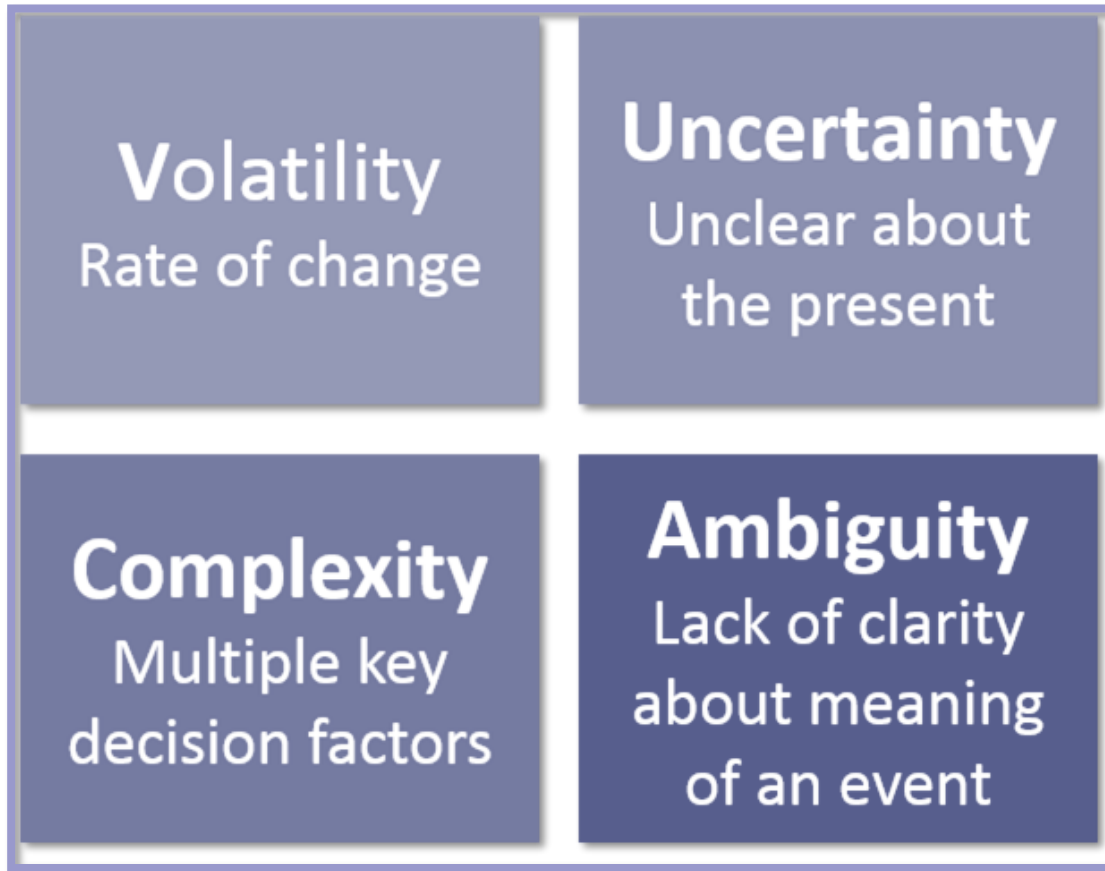 Volatility
Rate of change
Uncertainty
Unclear about
the present
Complexity
Multiple key
decision factors
Ambiguity
Lack of clarity
about meaning
of an event